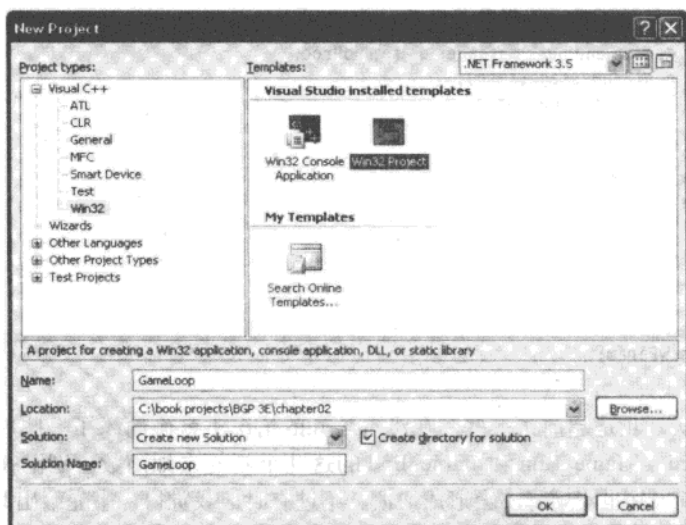 New Project
Project types:
Templates:
.NET Framework 3.5
Visual C++
ATL
CLR
General
MFC
Smart Device
Test
Win32
Wizards
Other Languages
Other Project Types
Test Projects
Visual Studio installed templates
Win32 Console
Application
Win32 Project
My Templates
Search Online
Templates...
A project for creating a Win32 application, console application, DLL, or static library
Name:
GameLoop
Location:
C:\book projects\BGP 3E\chapter02
Browse...
Solution:
Create new Solution
Create directory for solution
Solution Name:
GameLoop
OK
Cancel